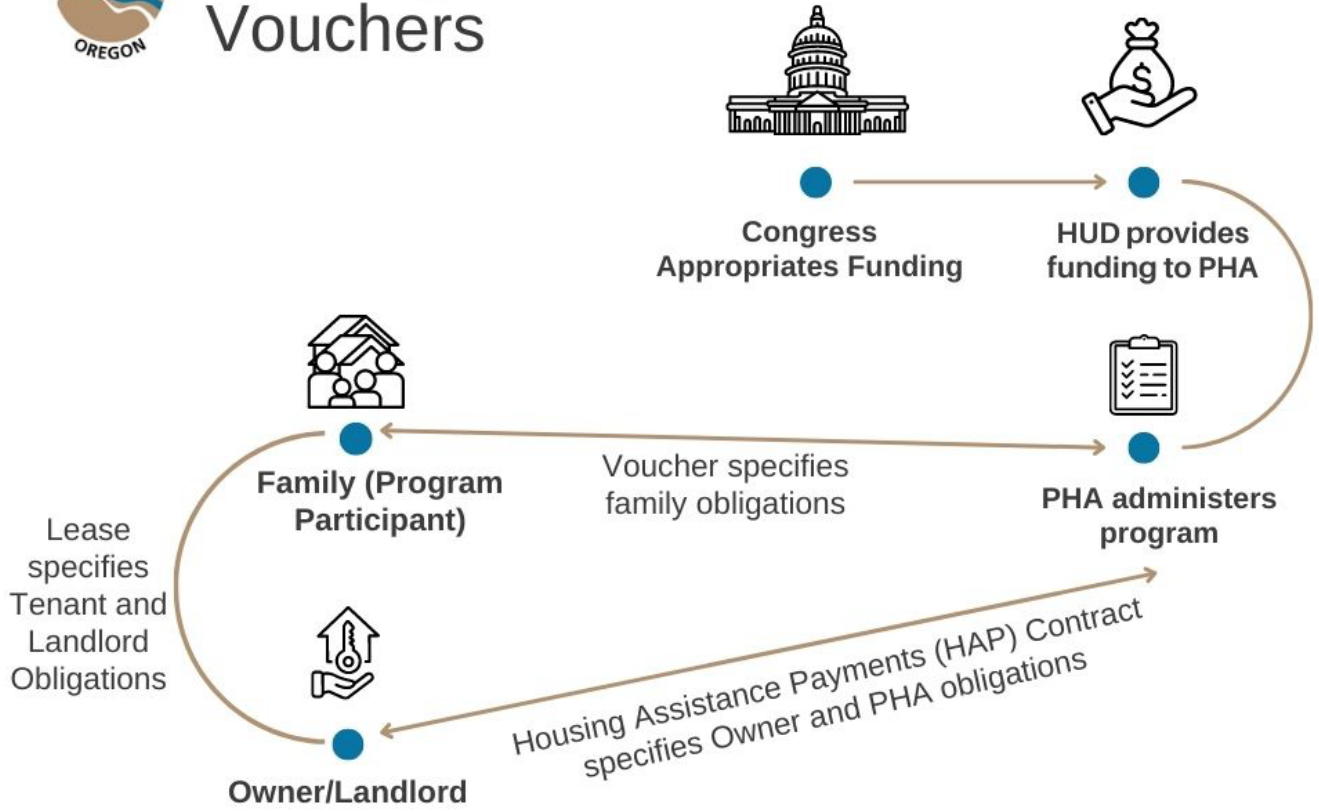 OREGON
Vouchers
$
Congress
Appropriates Funding
HUD provides
funding to PHA
Family (Program
Participant)
Voucher specifies
family obligations
PHA administers
program
Lease
specifies
Tenant and
Landlord
Obligations
Housing Assistance Payments (HAP) Contract
specifies Owner and PHA obligations
Owner/Landlord